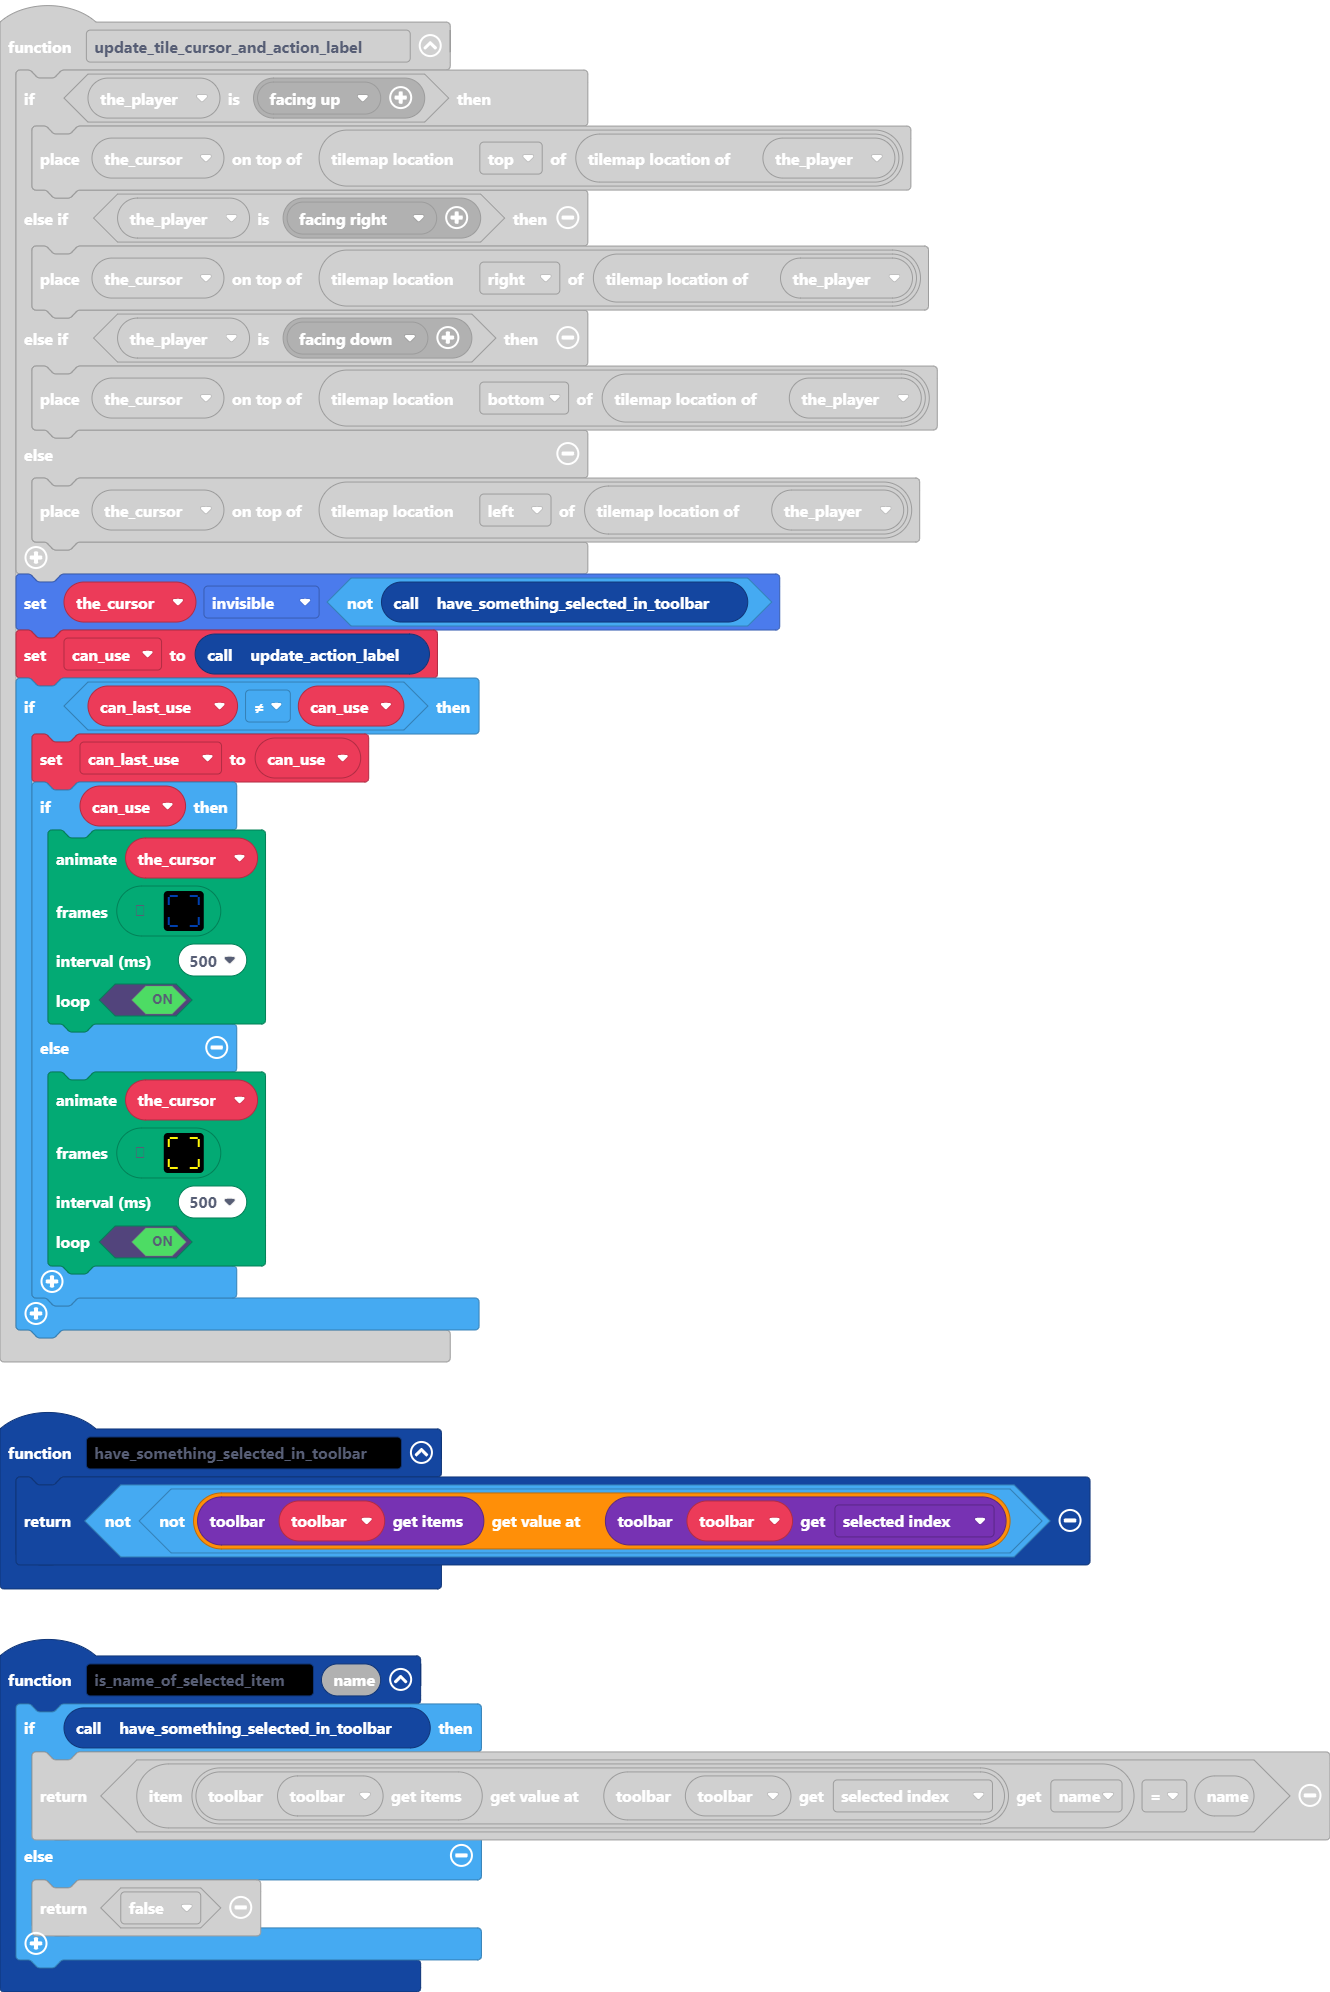 function update_tile_cursor_and_action_label
if the_player is facing up then
place the_cursor on top of tilemap location top of tilemap location of the_player
else if the_player is facing right then
place the_cursor on top of tilemap location right of tilemap location of the_player
else if the_player is facing down then
place the_cursor on top of tilemap location bottom of tilemap location of the_player
else
place the_cursor on top of tilemap location left of tilemap location of the_player
set the_cursor invisible not call have_something_selected_in_toolbar
set can_use to call update_action_label
if can_last_use ≠ can_use then
set can_last_use to can_use
if can_use then
animate the_cursor
frames
interval (ms) 500
loop ON
else
animate the_cursor
frames
interval (ms) 500
loop ON
function have_something_selected_in_toolbar
return not not toolbar toolbar get items get value at toolbar toolbar get selected index
function is_name_of_selected_item name
if call have_something_selected_in_toolbar then
return item toolbar toolbar get items get value at toolbar toolbar get selected index get name = name
else
return false